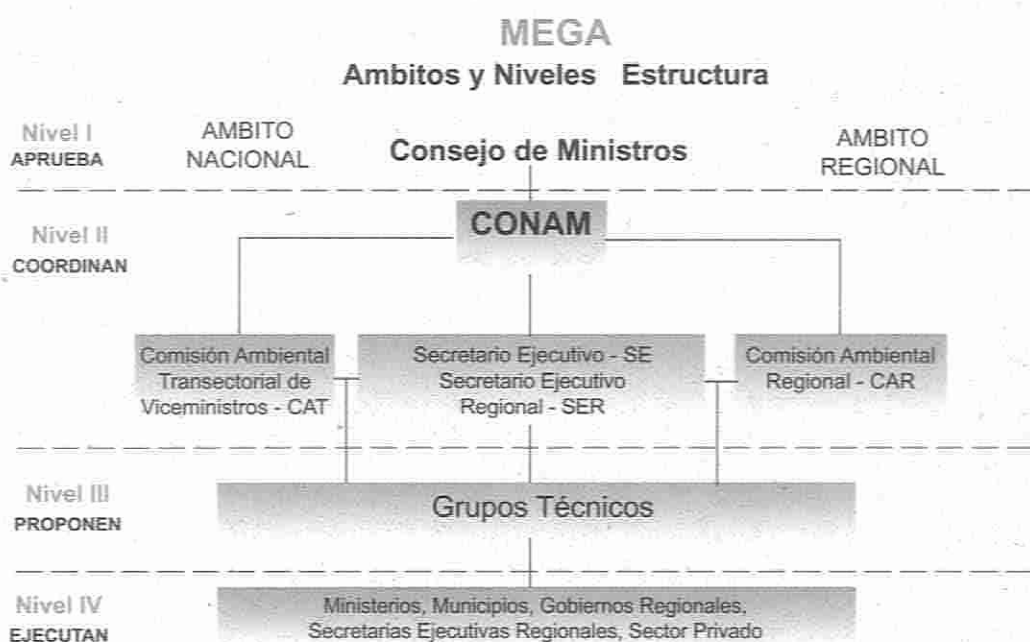 MEGA
Ambitos y Niveles Estructura
Nivel I
APRUEBA
AMBITO
NACIONAL
Consejo de Ministros
AMBITO
REGIONAL
Nivel II
COORDINAN
CONAM
Comisión Ambiental
Transectorial de
Viceministros - CAT
Secretario Ejecutivo - SE
Secretario Ejecutivo
Regional - SER
Comisión Ambiental
Regional - CAR
Nivel III
PROPONEN
Grupos Técnicos
Nivel IV
EJECUTAN
Ministerios, Municipios, Gobiernos Regionales,
Secretarias Ejecutivas Regionales, Sector Privado